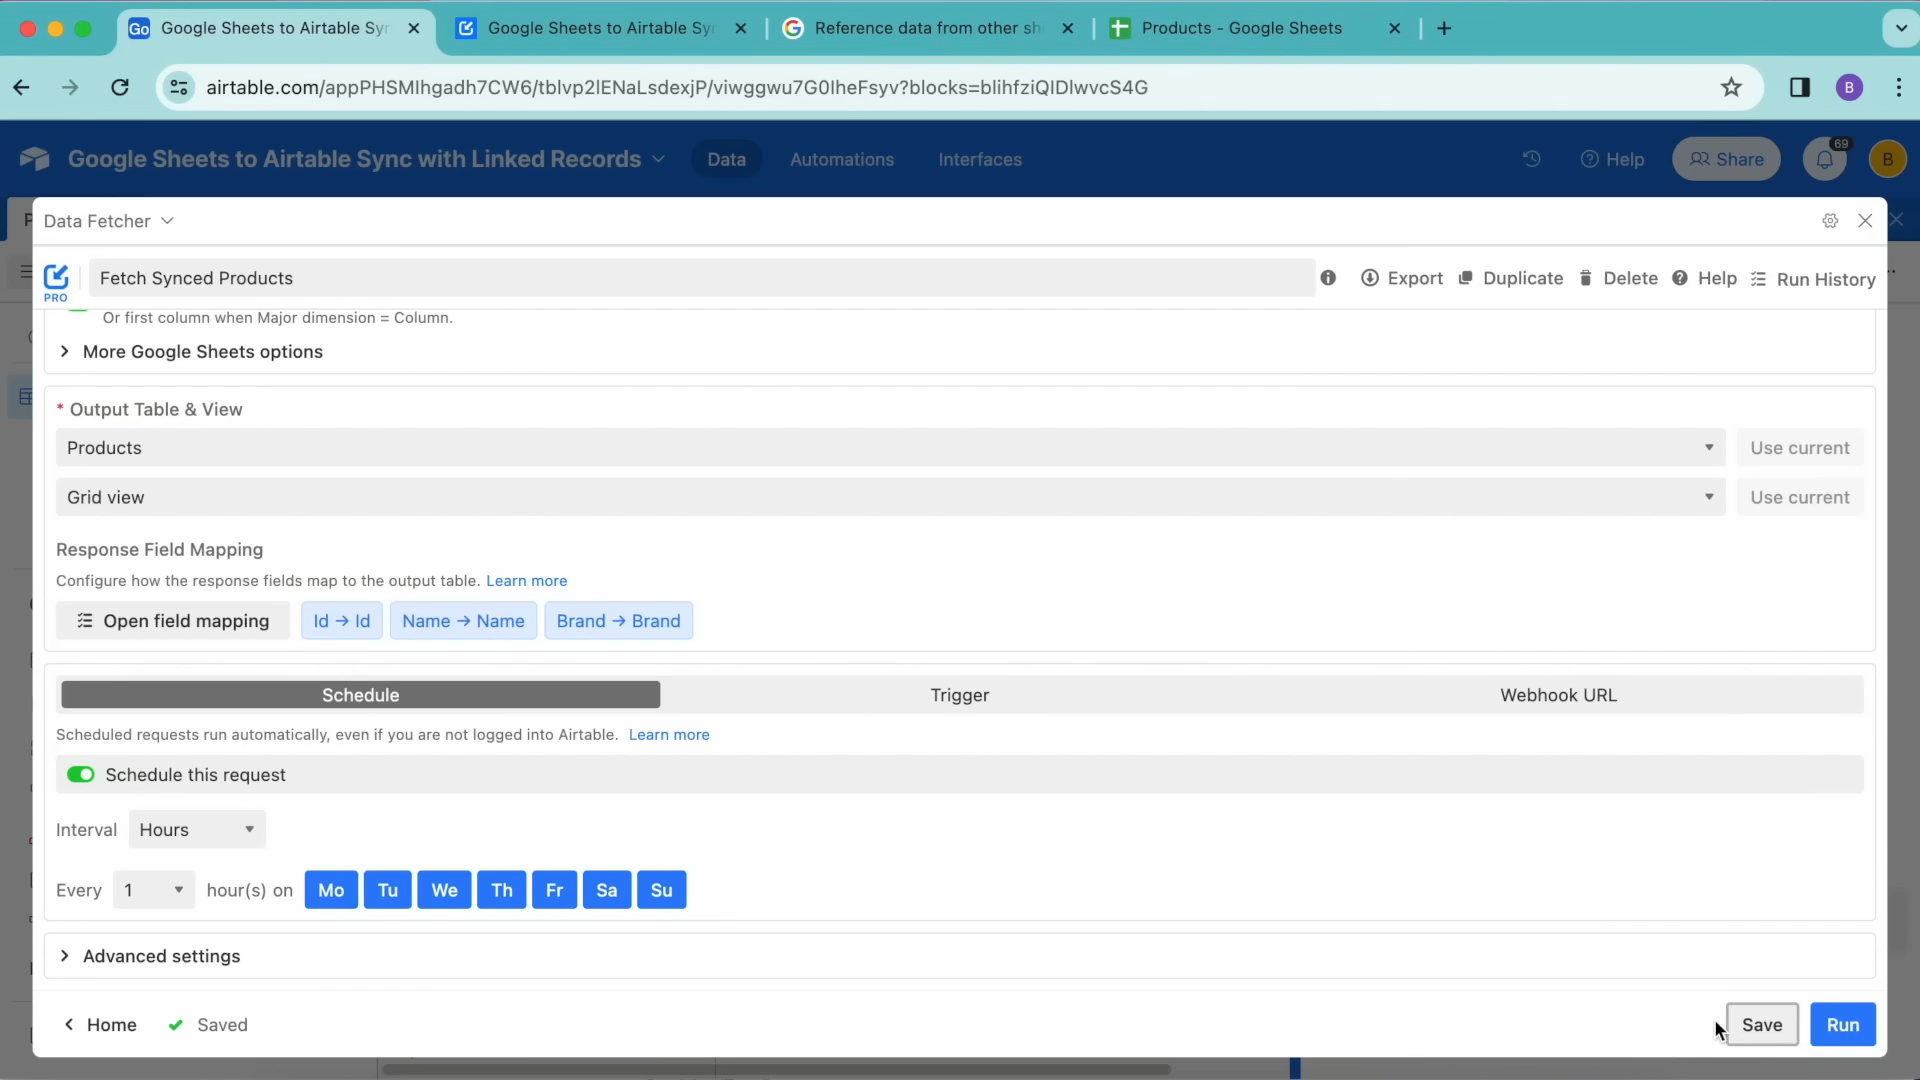 Go Google Sheets to Airtable Syn
Google Sheets to Airtable Sy
Reference data from other sh
Products - Google Sheets
airtable.com/appPHSMIhgadh7CW6/tblvp2lENaLsdexjP/viwggwu7G0lheFsyv?blocks=blihfziQIDlwvcS4G
B
Google Sheets to Airtable Sync with Linked Records
Data
Automations
Interfaces
Help
Share
69
B
Data Fetcher
PRO
Fetch Synced Products
Export
Duplicate
Delete
Help
Run History
Or first column when Major dimension = Column.
More Google Sheets options
* Output Table & View
Products
Use current
Grid view
Use current
Response Field Mapping
Configure how the response fields map to the output table. Learn more
Open field mapping
Id → Id
Name → Name
Brand → Brand
Schedule
Trigger
Webhook URL
Scheduled requests run automatically, even if you are not logged into Airtable. Learn more
Schedule this request
Interval Hours
Every 1 hour(s) on Mo Tu We Th Fr Sa Su
Advanced settings
Home
Saved
Save
Run